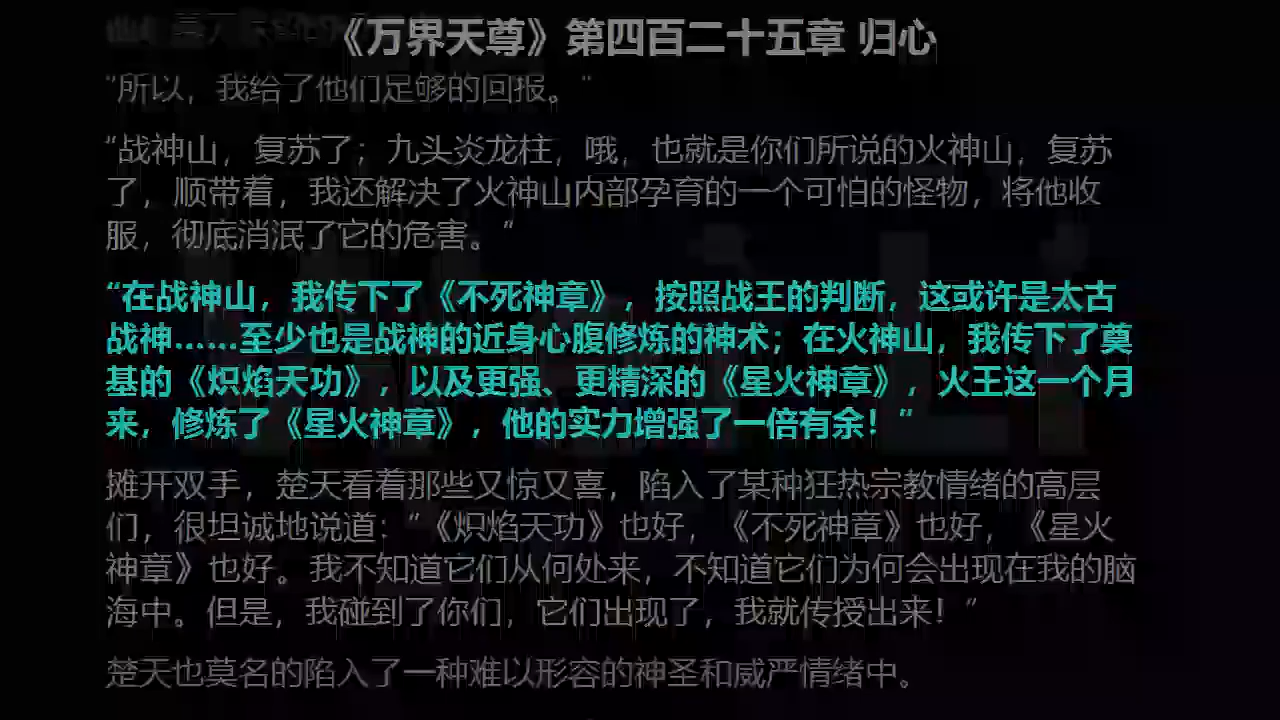 《万界天尊》第四百二十五章 归心
“所以，我给了他们足够的回报。”
“战神山，复苏了；九头炎龙柱，哦，也就是你们所说的火神山，复苏
了，顺带着，我还解决了火神山内部孕育的一个可怕的怪物，将他收
服，彻底消泯了它的危害。”
“在战神山，我传下了《不死神章》，按照战王的判断，这或许是太古
战神……至少也是战神的近身心腹修炼的神术；在火神山，我传下了奠
基的《炽焰天功》，以及更强、更精深的《星火神章》，火王这一个月
来，修炼了《星火神章》，他的实力增强了一倍有余！”
摊开双手，楚天看着那些又惊又喜，陷入了某种狂热宗教情绪的高层
们，很坦诚地说道：“《炽焰天功》也好，《不死神章》也好，《星火
神章》也好。我不知道它们从何处来，不知道它们为何会出现在我的脑
海中。但是，我碰到了你们，它们出现了，我就传授出来！”
楚天也莫名的陷入了一种难以形容的神圣和威严情绪中。